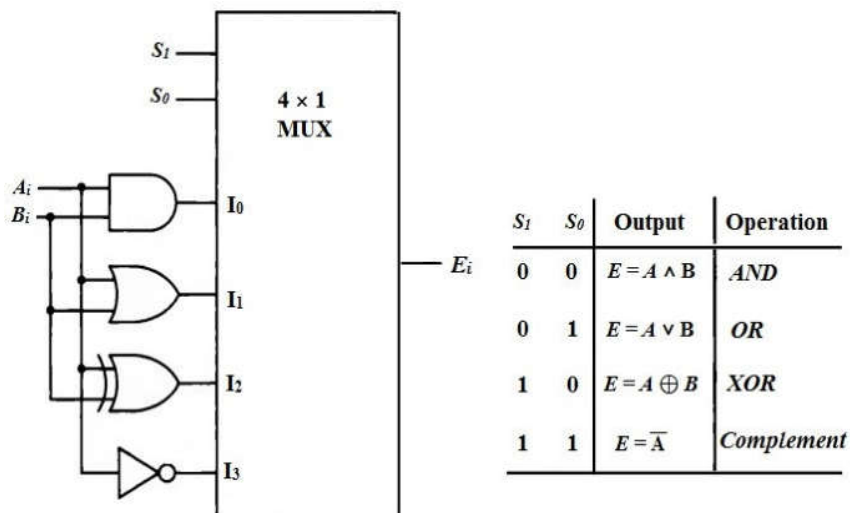 S₁
S₀
4 × 1
MUX
Aᵢ
Bᵢ
I₀
I₁
I₂
I₃
Eᵢ
S₁ S₀ Output Operation
0 0 E = A ∧ B AND
0 1 E = A ∨ B OR
1 0 E = A ⊕ B XOR
1 1 E = A̅ Complement